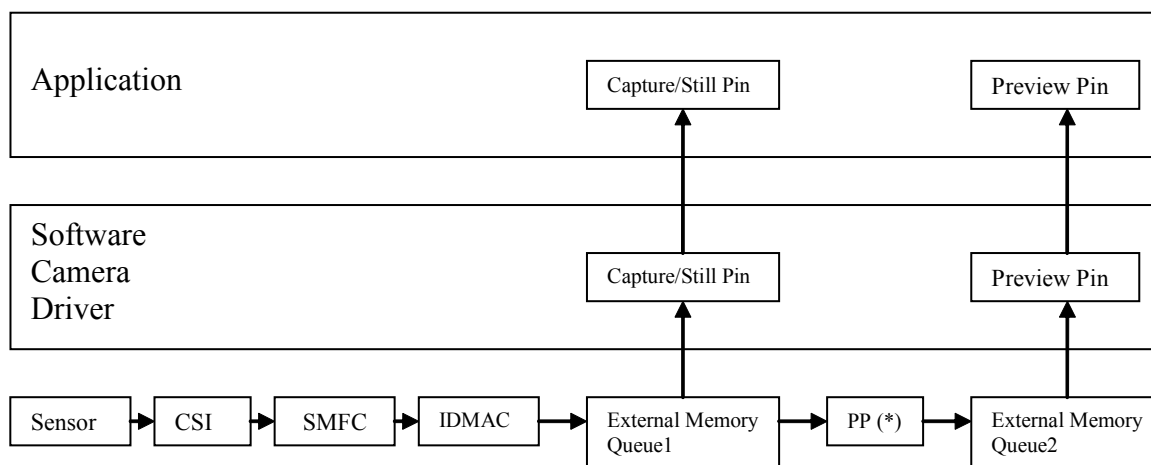 Application
Capture/Still Pin
Preview Pin
Software
Camera
Driver
Capture/Still Pin
Preview Pin
Sensor
CSI
SMFC
IDMAC
External Memory
Queue1
PP (*)
External Memory
Queue2